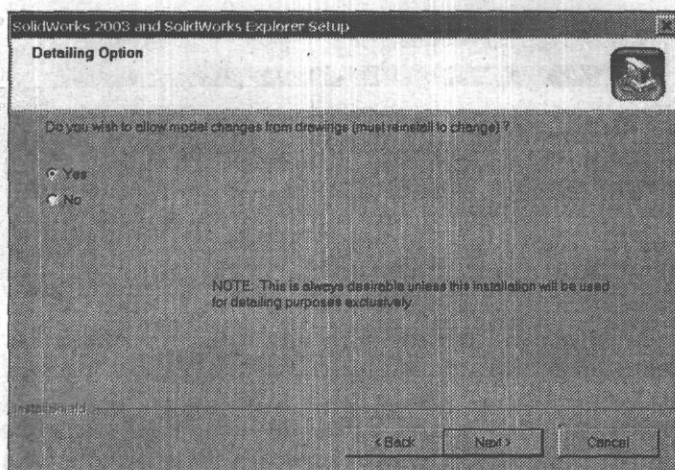 SolidWorks 2003 and SolidWorks Explorer Setup
Detailing Option
Do you wish to allow model changes from drawings (must reinstall to change) ?
Yes
No
NOTE: This is always desirable unless this installation will be used
for detailing purposes exclusively.
InstallShield
< Back
Next >
Cancel